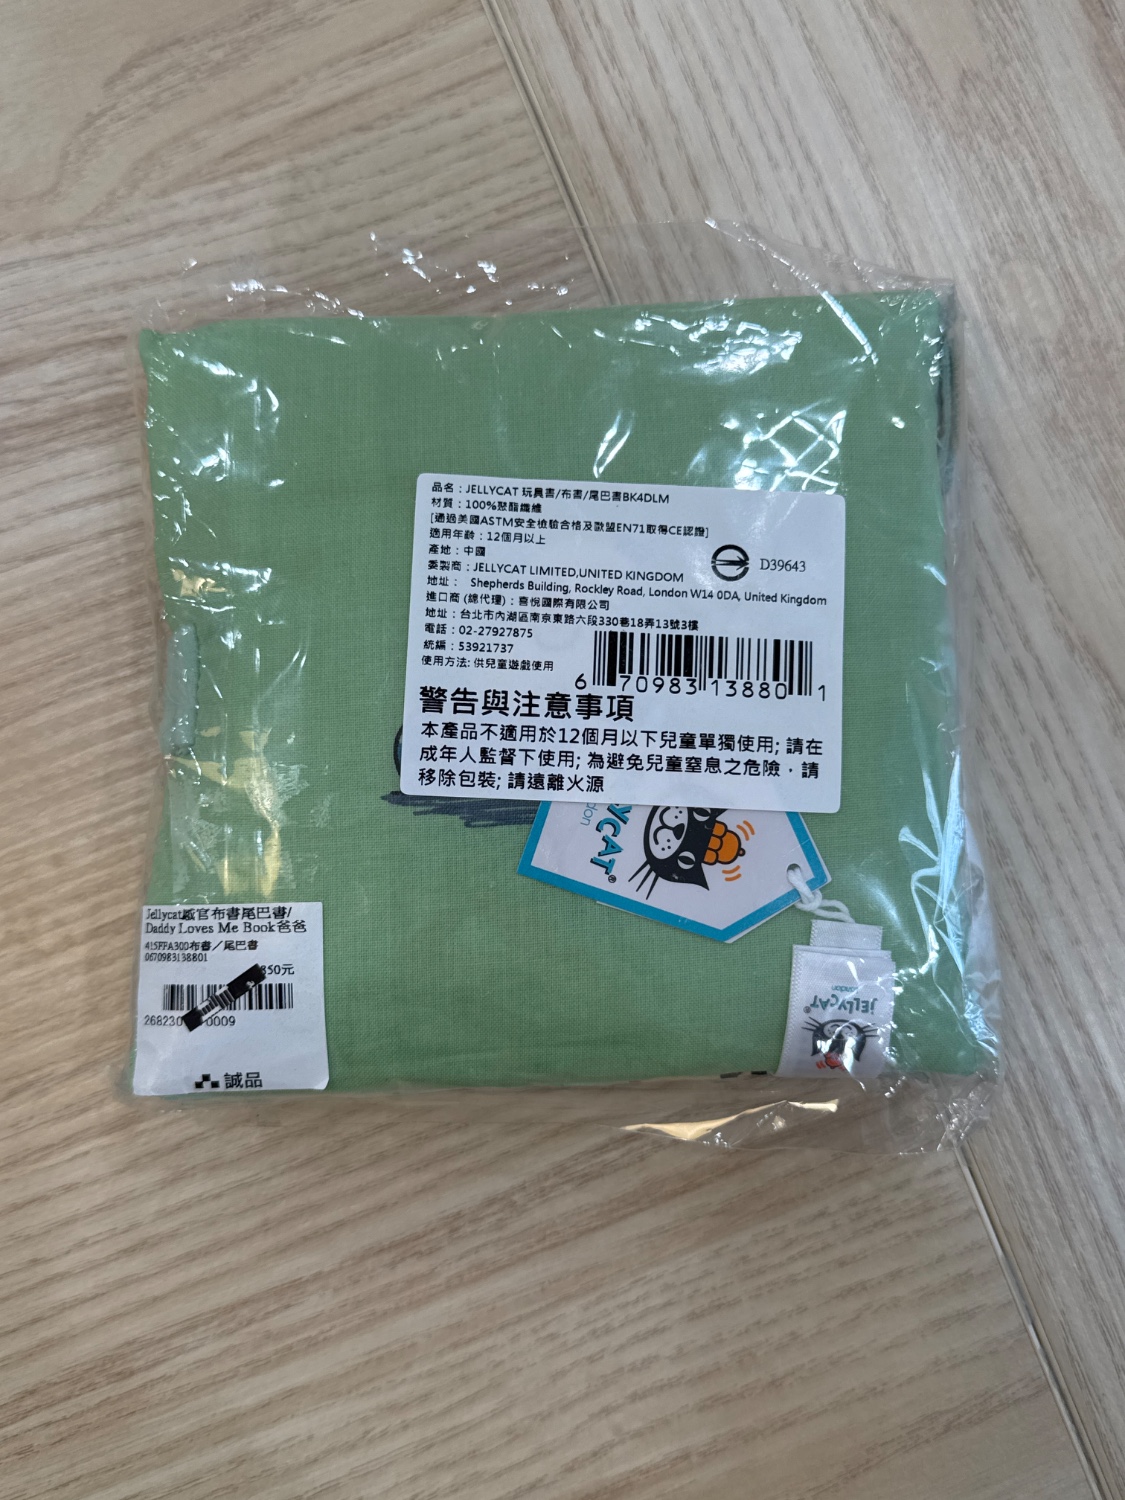 品名：JELLYCAT 玩具書/布書/尾巴書BK4DLM
材質：100%聚酯纖維
[通過美國ASTM安全檢驗合格及歐盟EN71取得CE認證]
適用年齡：12個月以上
產地：中國
D39643
委製商：JELLYCAT LIMITED,UNITED KINGDOM
地址： Shepherds Building, Rockley Road, London W14 0DA, United Kingdom
進口商 (總代理)：喜悅國際有限公司
地址：台北市內湖區南京東路六段330巷18弄13號3樓
電話：02-27927875
統編：53921737
使用方法: 供兒童遊戲使用
6 70983 13880 1
警告與注意事項
本產品不適用於12個月以下兒童單獨使用; 請在
成年人監督下使用; 為避免兒童窒息之危險，請
移除包裝; 請遠離火源
LYCAT®
don
Jellycat感官布書尾巴書/
Daddy Loves Me Book爸爸
415FPA300布書／尾巴書
0670983138801
850元
268230 0009
誠品
JELLYCAT®
London